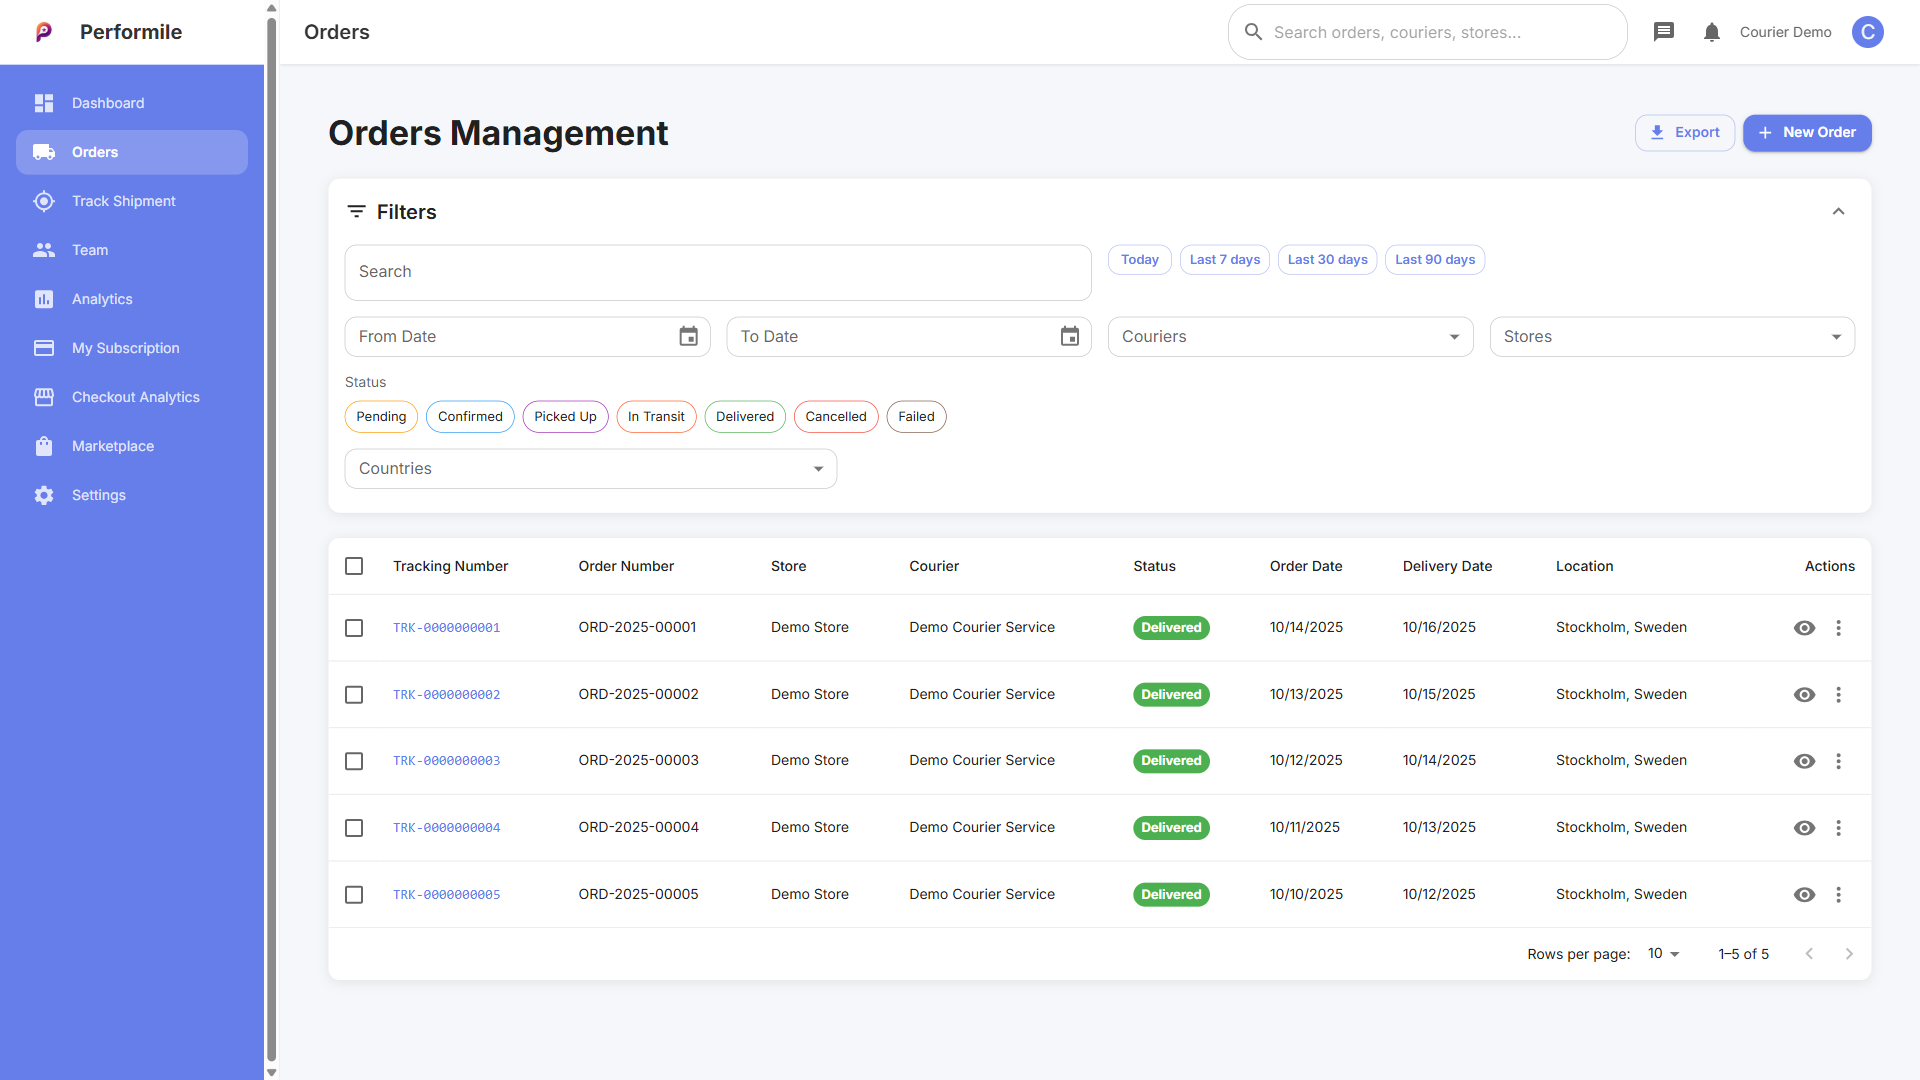 Performile
Orders
Search orders, couriers, stores...
Courier Demo
C
Dashboard
Orders
Track Shipment
Team
Analytics
My Subscription
Checkout Analytics
Marketplace
Settings
Orders Management
Export
New Order
Filters
Search
Today
Last 7 days
Last 30 days
Last 90 days
From Date
To Date
Couriers
Stores
Status
Pending
Confirmed
Picked Up
In Transit
Delivered
Cancelled
Failed
Countries
Tracking Number Order Number Store Courier Status Order Date Delivery Date Location Actions
TRK-0000000001 ORD-2025-00001 Demo Store Demo Courier Service Delivered 10/14/2025 10/16/2025 Stockholm, Sweden
TRK-0000000002 ORD-2025-00002 Demo Store Demo Courier Service Delivered 10/13/2025 10/15/2025 Stockholm, Sweden
TRK-0000000003 ORD-2025-00003 Demo Store Demo Courier Service Delivered 10/12/2025 10/14/2025 Stockholm, Sweden
TRK-0000000004 ORD-2025-00004 Demo Store Demo Courier Service Delivered 10/11/2025 10/13/2025 Stockholm, Sweden
TRK-0000000005 ORD-2025-00005 Demo Store Demo Courier Service Delivered 10/10/2025 10/12/2025 Stockholm, Sweden
Rows per page: 10 1–5 of 5